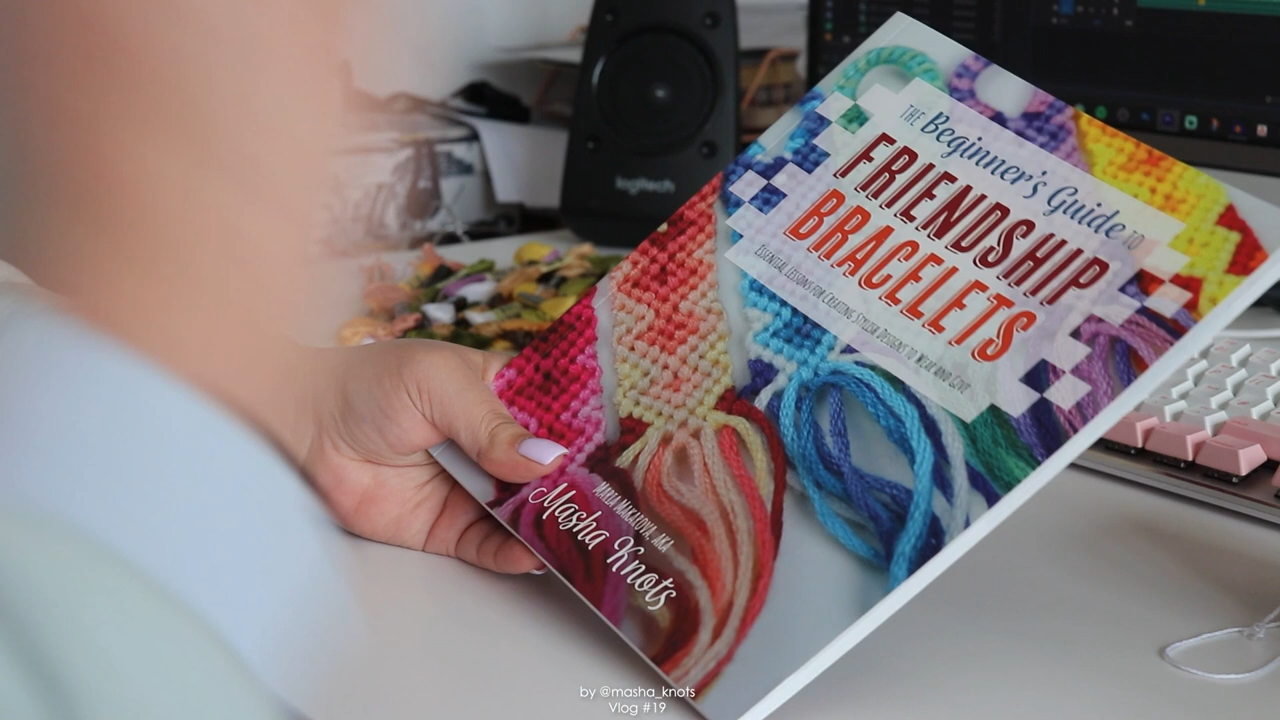 logitech
THE Beginner's Guide TO
FRIENDSHIP
BRACELETS
ESSENTIAL LESSONS FOR CREATING STYLISH DESIGNS TO WEAR AND GIVE
MARIA MAKAROVA, AKA
Masha Knots
by @masha_knots
Vlog #19